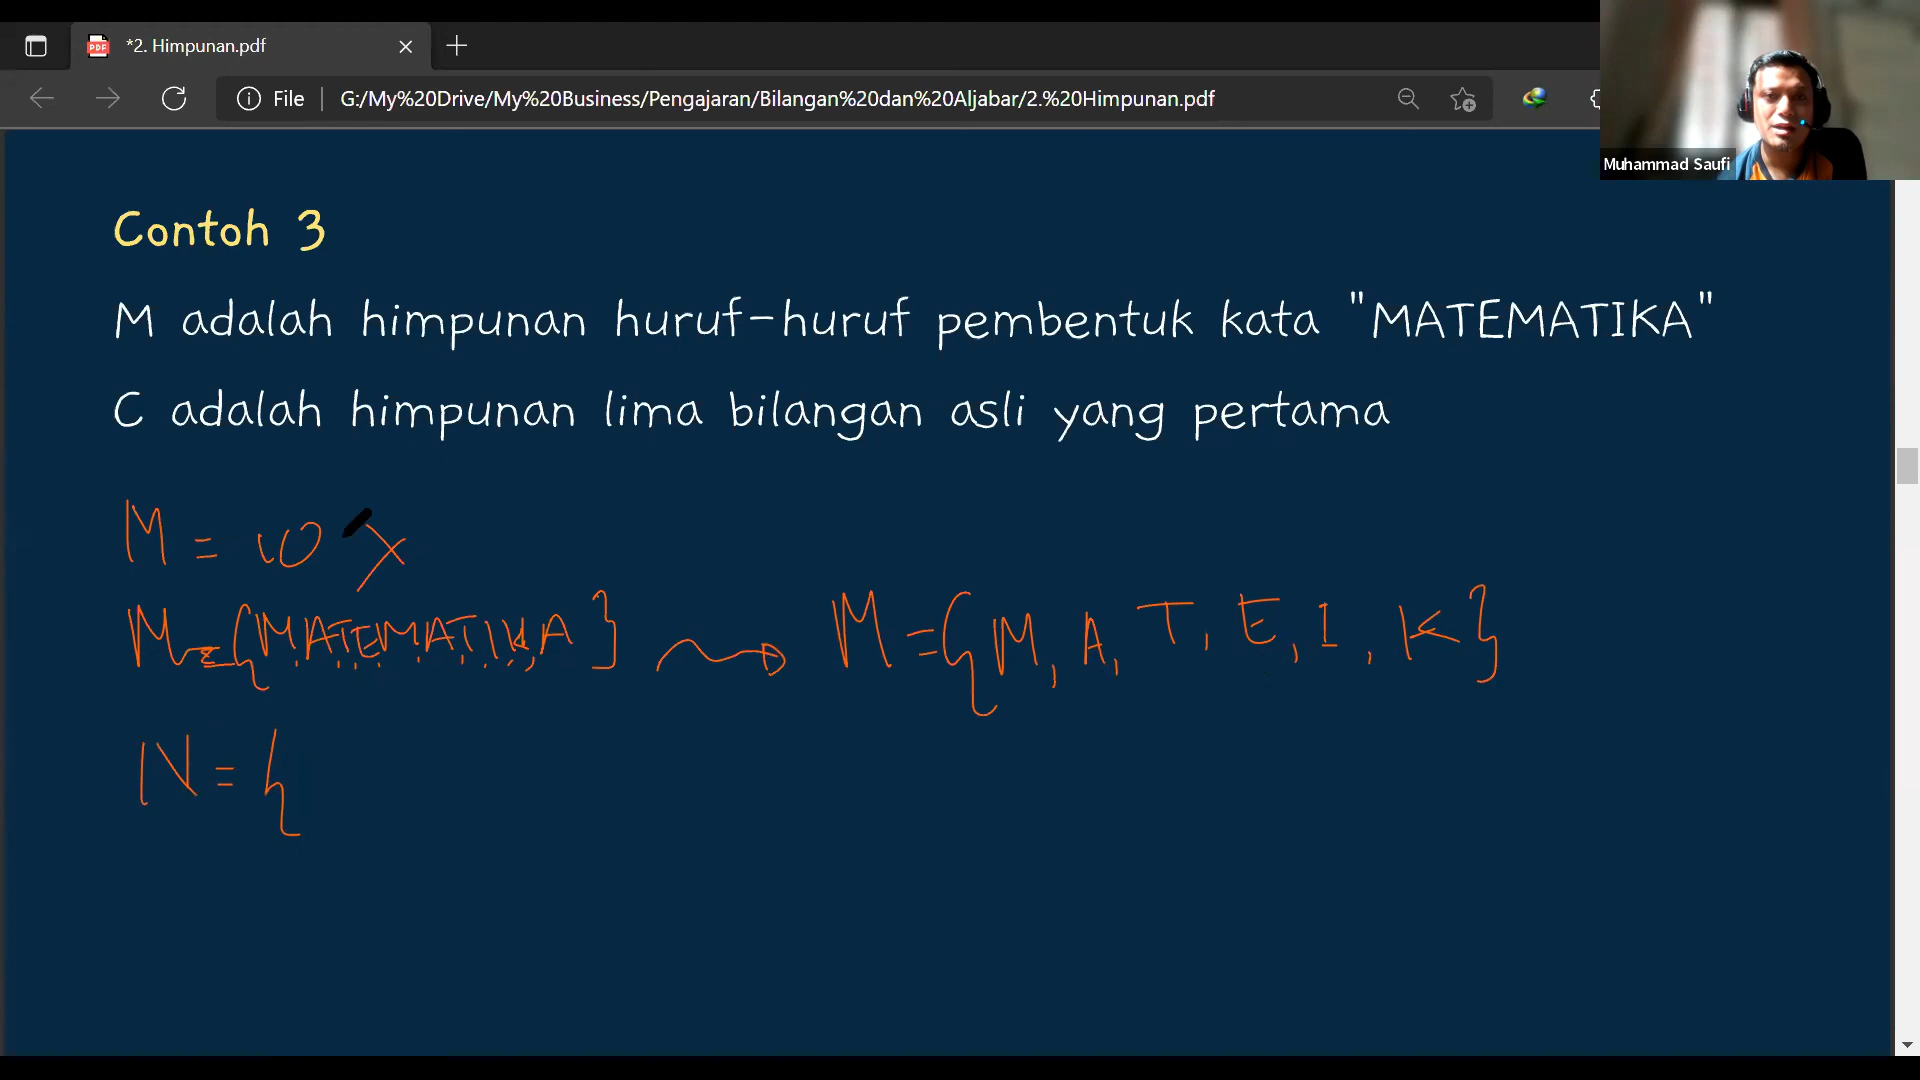 *2. Himpunan.pdf
File
G:/My%20Drive/My%20Business/Pengajaran/Bilangan%20dan%20Aljabar/2.%20Himpunan.pdf
Muhammad Saufi
Contoh 3
M adalah himpunan huruf-huruf pembentuk kata "MATEMATIKA"
C adalah himpunan lima bilangan asli yang pertama
M = 10 X
M = {M, A, T, E, M, A, T, I, K, A} M = {M, A, T, E, I, K}
N = {